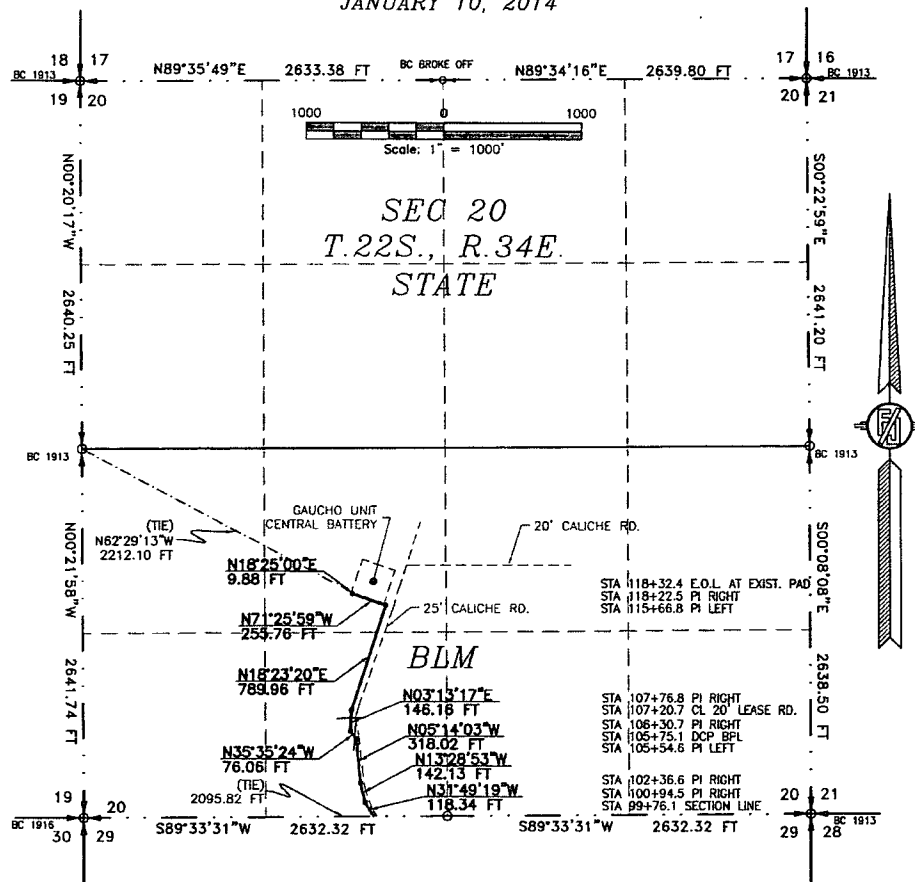 JANUARY 10, 2014
18 17
17 16
BC 1913
N89°35'49"E 2633.38 FT
BC BROKE OFF
N89°34'16"E 2639.80 FT
BC 1913
19 20
20 21
1000 0 1000
Scale: 1" = 1000'
N00°20'17"W 2640.25 FT
S00°22'59"E 2641.20 FT
SEC 20
T.22S., R.34E.
STATE
BC 1913
BC 1913
GAUCHO UNIT
CENTRAL BATTERY
20' CALICHE RD.
(TIE)
N62°29'13"W
2212.10 FT
N00°21'58"W 2641.74 FT
S00°08'08"E 2638.50 FT
N18°25'00"E
9.88 FT
25' CALICHE RD.
STA 118+32.4 E.O.L. AT EXIST. PAD
STA 118+22.5 PI RIGHT
STA 115+66.8 PI LEFT
N71°25'59"W
255.76 FT
BLM
N18°23'20"E
789.96 FT
N03°13'17"E
146.16 FT
N05°14'03"W
318.02 FT
STA 107+76.8 PI RIGHT
STA 107+20.7 CL 20' LEASE RD.
STA 106+30.7 PI RIGHT
STA 105+75.1 DCP BPL
STA 105+54.6 PI LEFT
N35°35'24"W
76.06 FT
N13°28'53"W
142.13 FT
N31°49'19"W
118.34 FT
STA 102+36.6 PI RIGHT
STA 100+94.5 PI RIGHT
STA 99+76.1 SECTION LINE
(TIE)
2095.82 FT
19 20
20 21
BC 1916
S89°33'31"W 2632.32 FT
S89°33'31"W 2632.32 FT
BC 1913
30 29
29 28